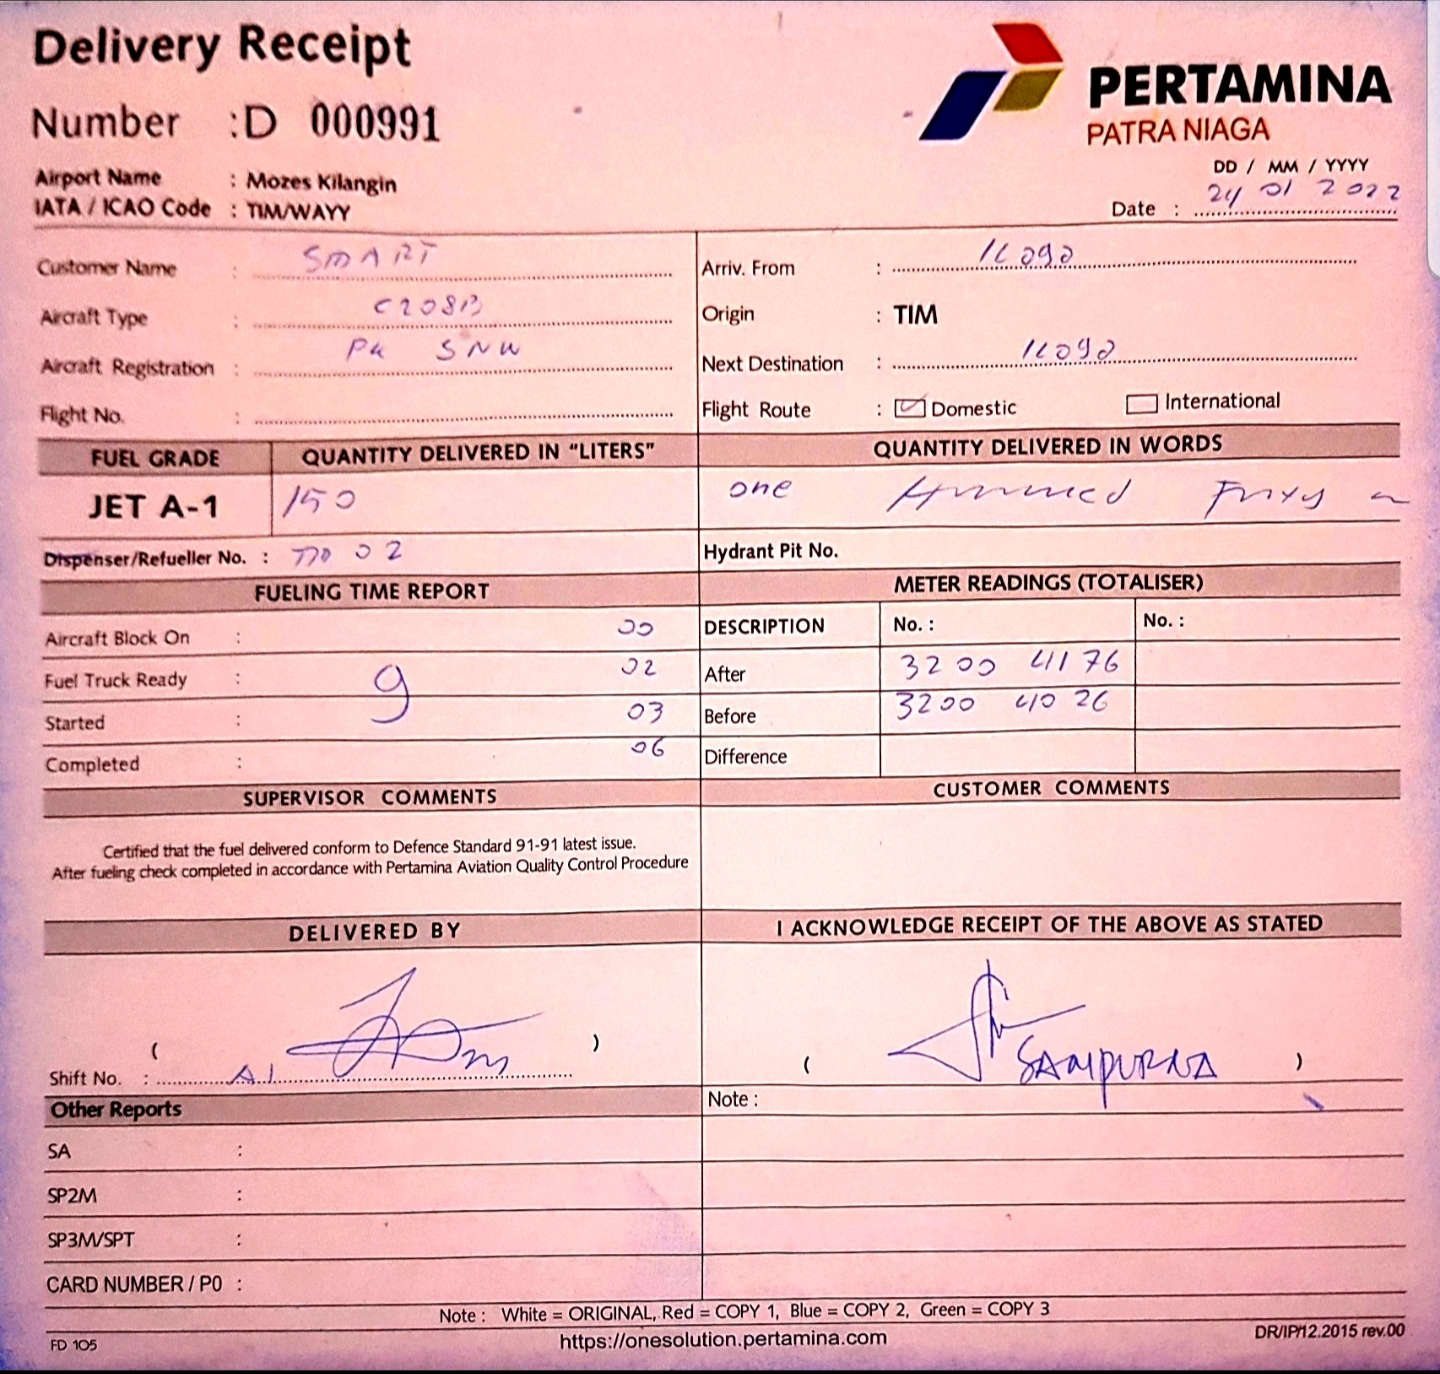 Delivery Receipt
Number : D 000991
PERTAMINA
PATRA NIAGA
Airport Name : Mozes Kilangin
IATA / ICAO Code : TIM/WAYY
DD / MM / YYYY
Date : 24 01 2022
Customer Name : SMART
Arriv. From :
Aircraft Type : C208B
Origin : TIM
Aircraft Registration : PK SNW
Next Destination :
Flight No. :
Flight Route : Domestic International
FUEL GRADE QUANTITY DELIVERED IN "LITERS" QUANTITY DELIVERED IN WORDS
JET A-1 150 one Hundred Fifty
Dispenser/Refueller No. : 02 Hydrant Pit No.
FUELING TIME REPORT METER READINGS (TOTALISER)
Aircraft Block On : 00 DESCRIPTION No. : No. :
Fuel Truck Ready : 9 02 After 3200 4176
Started : 03 Before 3200 4026
Completed : 06 Difference
SUPERVISOR COMMENTS CUSTOMER COMMENTS
Certified that the fuel delivered conform to Defence Standard 91-91 latest issue.
After fueling check completed in accordance with Pertamina Aviation Quality Control Procedure
DELIVERED BY I ACKNOWLEDGE RECEIPT OF THE ABOVE AS STATED
( ) ( SAMPURNA )
Shift No. : A1
Other Reports Note :
SA :
SP2M :
SP3M/SPT :
CARD NUMBER / P0 :
Note : White = ORIGINAL, Red = COPY 1, Blue = COPY 2, Green = COPY 3
FD 105 https://onesolution.pertamina.com DR/IP/12.2015 rev.00